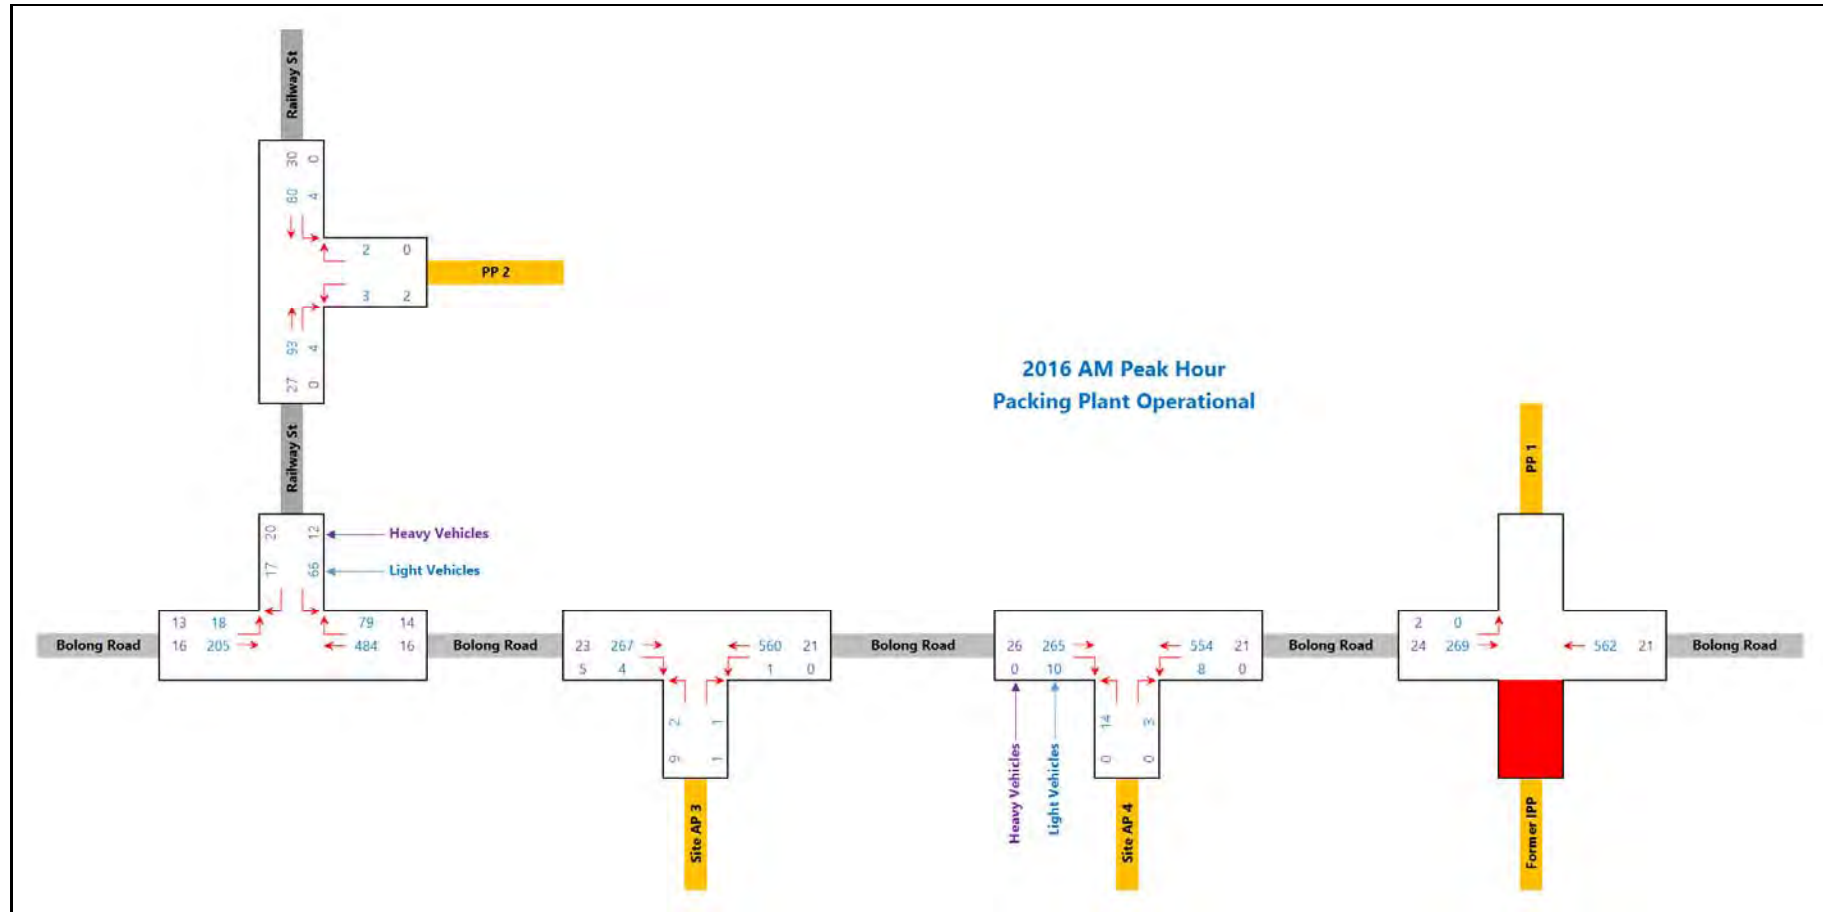 Railway St
30 0
80 4
2 0
PP 2
3 2
93 4
27 0
2016 AM Peak Hour
Packing Plant Operational
Railway St
PP 1
20 12
Heavy Vehicles
17 66
Light Vehicles
13 18 79 14
Bolong Road 16 205 484 16 Bolong Road
23 267 560 21 Bolong Road
5 4 1 0
26 265 554 21 Bolong Road
0 10 8 0
2 0
24 269 562 21 Bolong Road
2 1
9 1
Site AP 3
Heavy Vehicles
Light Vehicles
14 3
0 0
Site AP 4
Former IPP